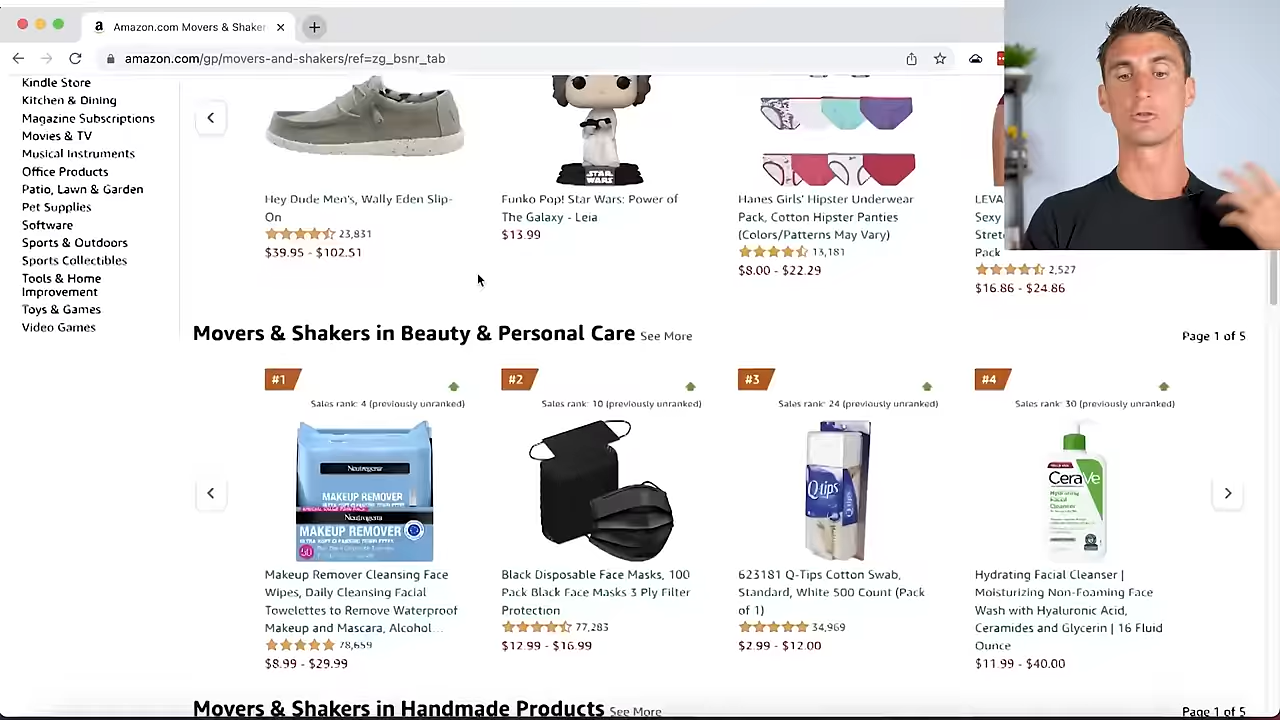 Amazon.com Movers & Shaker
amazon.com/gp/movers-and-shakers/ref=zg_bsnr_tab
Kindle Store
Kitchen & Dining
Magazine Subscriptions
Movies & TV
Musical Instruments
Office Products
Patio, Lawn & Garden
Pet Supplies
Software
Sports & Outdoors
Sports Collectibles
Tools & Home
Improvement
Toys & Games
Video Games
STAR
WARS
Hey Dude Men's, Wally Eden Slip-
On
23,831
$39.95 - $102.51
Funko Pop! Star Wars: Power of
The Galaxy - Leia
$13.99
Hanes Girls' Hipster Underwear
Pack, Cotton Hipster Panties
(Colors/Patterns May Vary)
13,181
$8.00 - $22.29
LEVA
Sexy
Stret
Pack
2,527
$16.86 - $24.86
Movers & Shakers in Beauty & Personal Care See More
Page 1 of 5
#1
Sales rank: 4 (previously unranked)
Neutrogena
MAKEUP REMOVER
Neutrogena
MAKEUP REMOVER
50
Makeup Remover Cleansing Face
Wipes, Daily Cleansing Facial
Towelettes to Remove Waterproof
Makeup and Mascara, Alcohol...
78,659
$8.99 - $29.99
#2
Sales rank: 10 (previously unranked)
Black Disposable Face Masks, 100
Pack Black Face Masks 3 Ply Filter
Protection
77,283
$12.99 - $16.99
#3
Sales rank: 24 (previously unranked)
Q-tips
623181 Q-Tips Cotton Swab,
Standard, White 500 Count (Pack
of 1)
34,969
$2.99 - $12.00
#4
Sales rank: 30 (previously unranked)
CeraVe
Hydrating
Facial
Cleanser
Hydrating Facial Cleanser |
Moisturizing Non-Foaming Face
Wash with Hyaluronic Acid,
Ceramides and Glycerin | 16 Fluid
Ounce
$11.99 - $40.00
Movers & Shakers in Handmade Products See More
Page 1 of 5